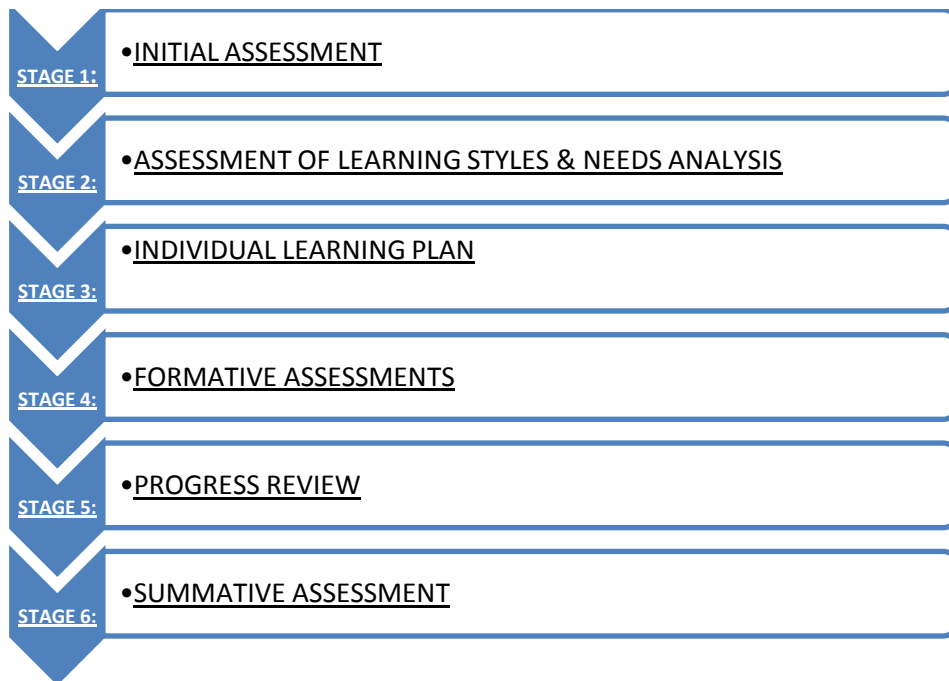 STAGE 1:
•INITIAL ASSESSMENT
STAGE 2:
•ASSESSMENT OF LEARNING STYLES & NEEDS ANALYSIS
STAGE 3:
•INDIVIDUAL LEARNING PLAN
STAGE 4:
•FORMATIVE ASSESSMENTS
STAGE 5:
•PROGRESS REVIEW
STAGE 6:
•SUMMATIVE ASSESSMENT